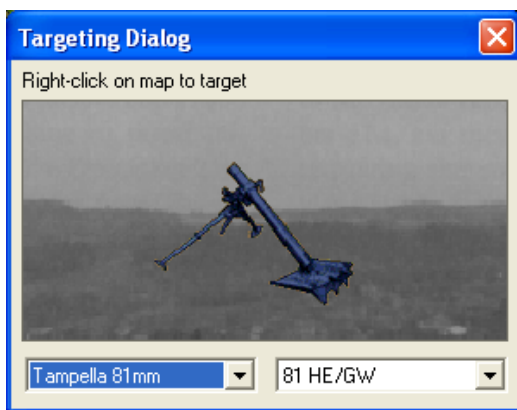 Targeting Dialog
Right-click on map to target
Tampella 81mm
81 HE/GW